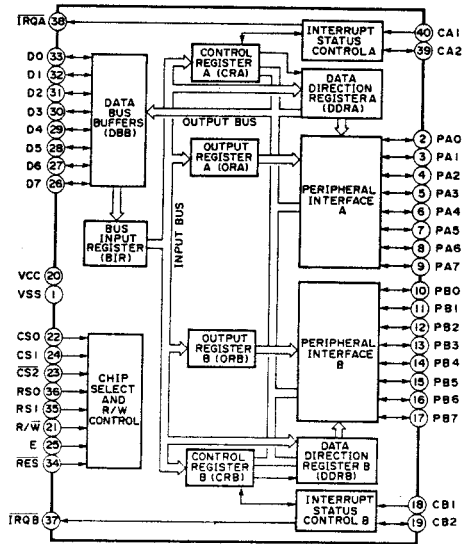 IRQA 38
INTERRUPT
STATUS
CONTROL A
40 CA1
39 CA2
CONTROL
REGISTER
A (CRA)
D0 33
D1 32
D2 31
D3 30
D4 29
D5 28
D6 27
D7 26
DATA
BUS
BUFFERS
(DBB)
DATA
DIRECTION
REGISTER A
(DDRA)
OUTPUT BUS
OUTPUT
REGISTER
A (ORA)
PERIPHERAL
INTERFACE
A
2 PA0
3 PA1
4 PA2
5 PA3
6 PA4
7 PA5
8 PA6
9 PA7
BUS
INPUT
REGISTER
(BIR)
INPUT BUS
VCC 20
VSS 1
10 PB0
11 PB1
12 PB2
13 PB3
14 PB4
15 PB5
16 PB6
17 PB7
PERIPHERAL
INTERFACE
B
OUTPUT
REGISTER
B (ORB)
CS0 22
CS1 24
CS2 23
RS0 36
RS1 35
R/W 21
E 25
RES 34
CHIP
SELECT
AND
R/W
CONTROL
CONTROL
REGISTER
B (CRB)
DATA
DIRECTION
REGISTER B
(DDRB)
IRQB 37
INTERRUPT
STATUS
CONTROL B
18 CB1
19 CB2